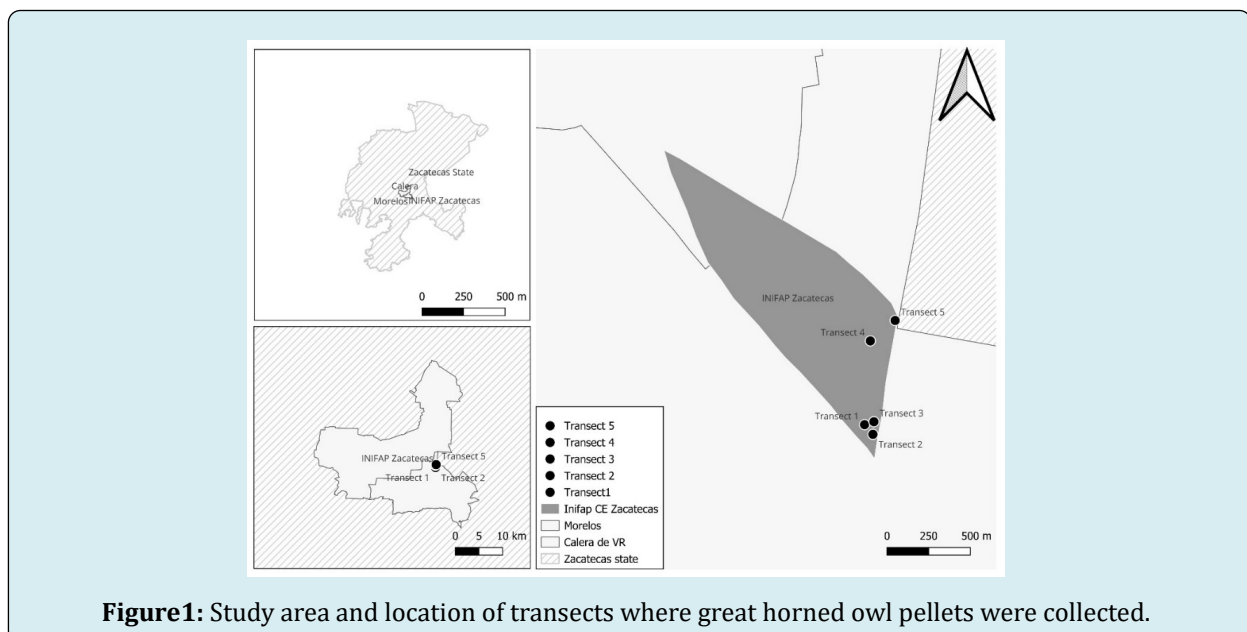 Zacatecas State
Calera
Morelos INIFAP Zacatecas
0 250 500 m
INIFAP Zacatecas Transect 5
Transect 1 Transect 2
0 5 10 km
INIFAP Zacatecas
Transect 5
Transect 4
Transect 3
Transect 1
Transect 2
Transect 5
Transect 4
Transect 3
Transect 2
Transect1
Inifap CE Zacatecas
Morelos
Calera de VR
Zacatecas state
0 250 500 m
Figure1: Study area and location of transects where great horned owl pellets were collected.